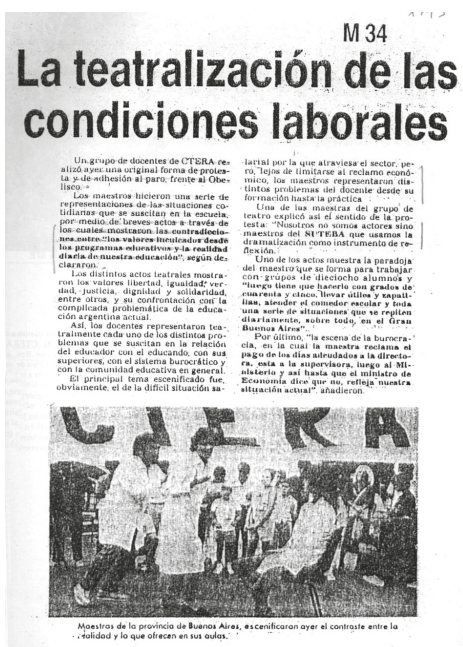 M 34
La teatralización de las
condiciones laborales
Un grupo de docentes de CTERA re-
alizó ayer una original forma de protes-
ta y de adhesión al paro, frente al Obe-
lisco.
Los maestros hicieron una serie de
representaciones de las situaciones co-
tidianas que se suscitan en la escuela,
por medio de breves actos a través de
los cuales mostraron las contradiccio-
nes entre "los valores inculcados desde
los programas educativos y la realidad
diaria de nuestra educación", según de-
clararon.
Los distintos actos teatrales mostra-
ron los valores libertad, igualdad, ver-
dad, justicia, dignidad y solidaridad,
entre otros, y su confrontación con la
complicada problemática de la educa-
ción argentina actual.
Así, los docentes representaron tea-
tralmente cada uno de los distintos pro-
blemas que se suscitan en la relación
del educador con el educando, con sus
superiores, con el sistema burocrático y
con la comunidad educativa en general.
El principal tema escenificado fue,
obviamente, el de la difícil situación sa-
larial por la que atraviesa el sector, pe-
ro, lejos de limitarse al reclamo econó-
mico, los maestros representaron dis-
tintos problemas del docente desde su
formación hasta la práctica
Una de las maestras del grupo de
teatro explicó así el sentido de la pro-
testa: "Nosotros no somos actores sino
maestros del SUTEBA que usamos la
dramatización como instrumento de re-
flexión.
Uno de los actos muestra la paradoja
del maestro que se forma para trabajar
con grupos de dieciocho alumnos y
"luego tiene que hacerlo con grados de
cuarenta y cinco, llevar útiles y zapati-
llas, atender el comedor escolar y toda
una serie de situaciones que se repiten
diariamente, sobre todo, en el Gran
Buenos Aires".
Por último, "la escena de la burocra-
cia, en la cual la maestra reclama el
pago de los días adeudados a la directo-
ra, esta a la supervisora, luego al Mi-
nisterio y así hasta que el ministro de
Economía dice que no, refleja nuestra
situación actual", añadieron.
CTERA
Maestros de la provincia de Buenos Aires, escenificaron ayer el contraste entre la
realidad y lo que ofrecen en sus aulas.